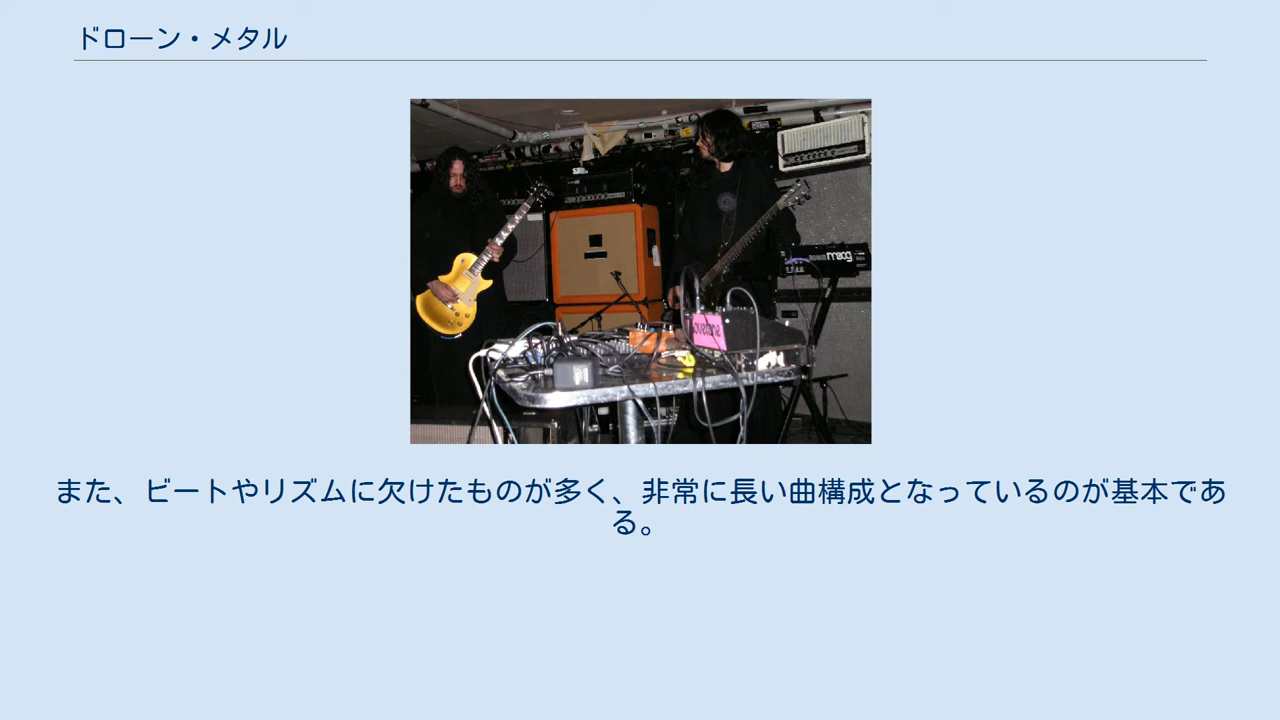 ドローン・メタル
moog
また、ビートやリズムに欠けたものが多く、非常に長い曲構成となっているのが基本であ
る。